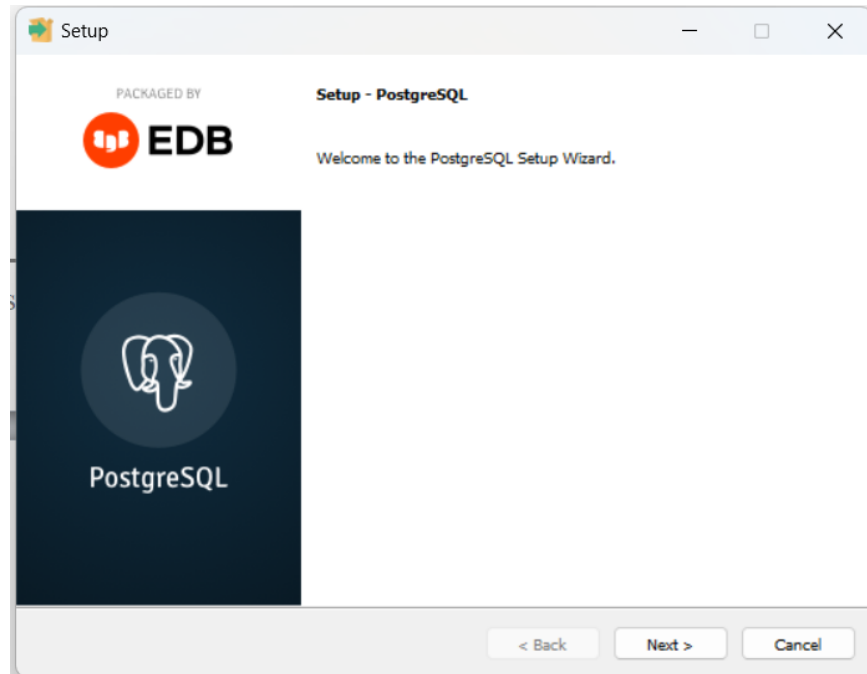 Setup
PACKAGED BY
EDB
Setup - PostgreSQL
Welcome to the PostgreSQL Setup Wizard.
PostgreSQL
< Back
Next >
Cancel